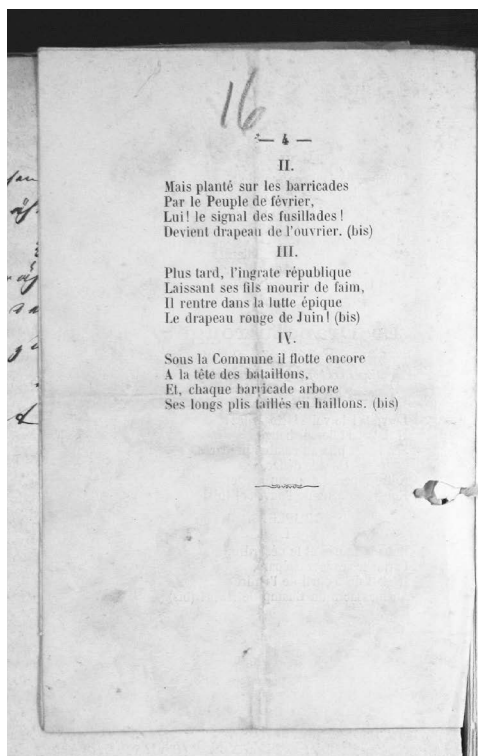 16
— 4 —
II.
Mais planté sur les barricades
Par le Peuple de février,
Lui! le signal des fusillades!
Devient drapeau de l'ouvrier. (bis)
III.
Plus tard, l'ingrate république
Laissant ses fils mourir de faim,
Il rentre dans la lutte épique
Le drapeau rouge de Juin! (bis)
IV.
Sous la Commune il flotte encore
A la tête des bataillons,
Et, chaque barricade arbore
Ses longs plis taillés en haillons. (bis)